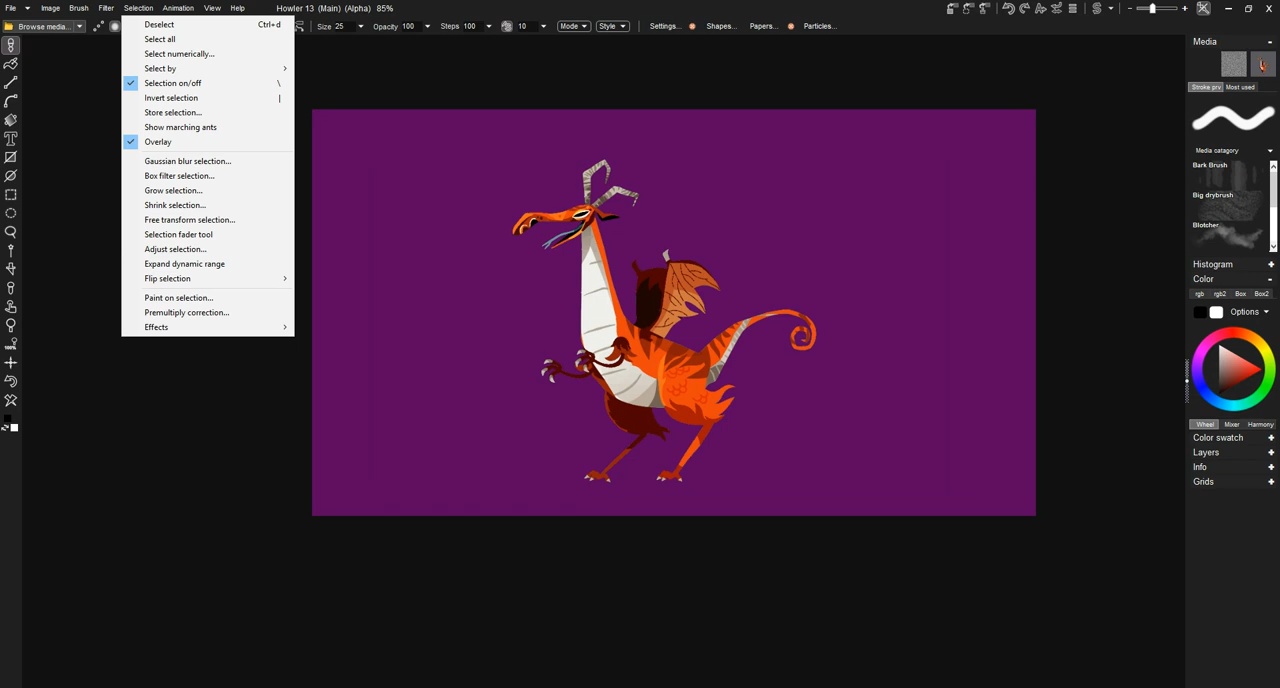 File Image Brush Filter Selection Animation View Help Howler 13 (Main) (Alpha) 85%
Browse media... Size 25 Opacity 100 Steps 100 10 Mode Style Settings... Shapes... Papers... Particles...
Deselect Ctrl+d
Select all
Select numerically...
Select by
Selection on/off \
Invert selection |
Store selection...
Show marching ants
Overlay
Gaussian blur selection...
Box filter selection...
Grow selection...
Shrink selection...
Free transform selection...
Selection fader tool
Adjust selection...
Expand dynamic range
Flip selection
Paint on selection...
Premultiply correction...
Effects
Media
Stroke prv Most used
Media catagory
Bark Brush
Big drybrush
Blotcher
Histogram
Color
rgb rgb2 Box Box2
Options
Wheel Mixer Harmony
Color swatch
Layers
Info
Grids